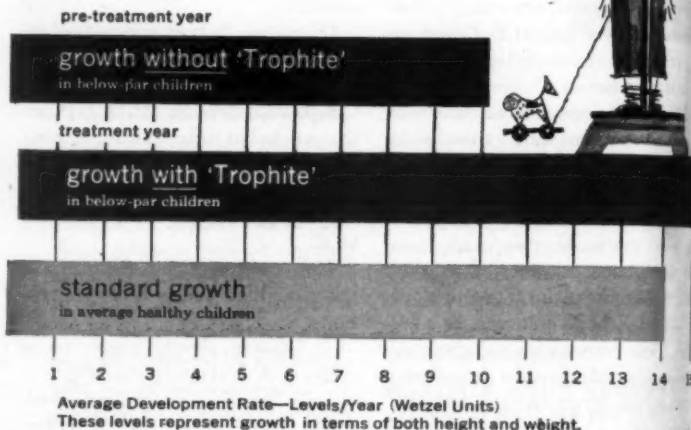 pre-treatment year
growth without 'Trophite'
in below-par children
treatment year
growth with 'Trophite'
in below-par children
standard growth
in average healthy children
1 2 3 4 5 6 7 8 9 10 11 12 13 14
Average Development Rate—Levels/Year (Wetzel Units)
These levels represent growth in terms of both height and weight.